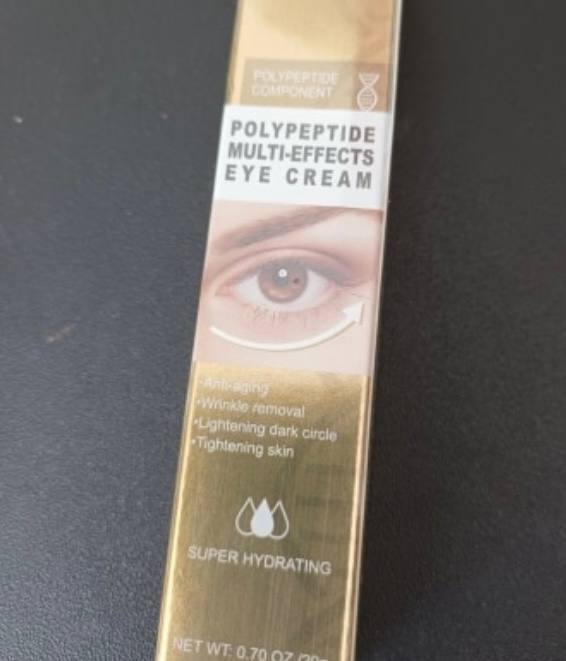 POLYPEPTIDE
COMPONENT
POLYPEPTIDE
MULTI-EFFECTS
EYE CREAM
•Anti-aging
•Wrinkle removal
•Lightening dark circle
•Tightening skin
SUPER HYDRATING
NET WT: 0.70 OZ